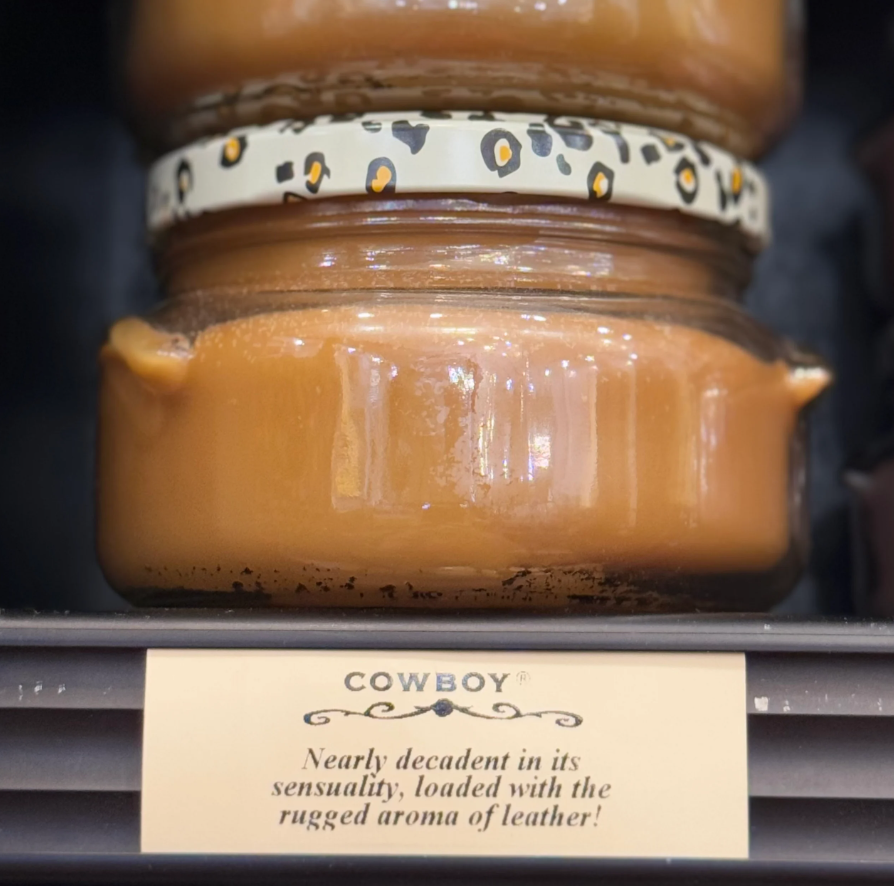 COWBOY®
Nearly decadent in its
sensuality, loaded with the
rugged aroma of leather!